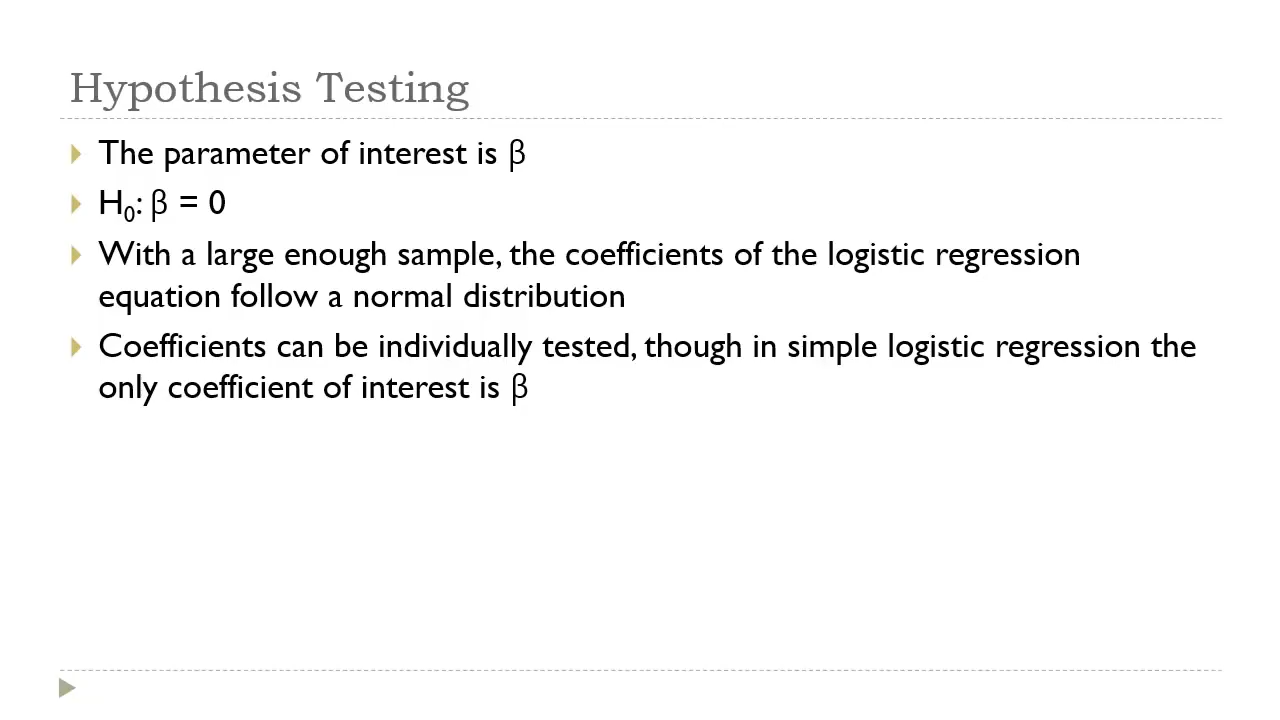 Hypothesis Testing
The parameter of interest is β
H₀: β = 0
With a large enough sample, the coefficients of the logistic regression
equation follow a normal distribution
Coefficients can be individually tested, though in simple logistic regression the
only coefficient of interest is β